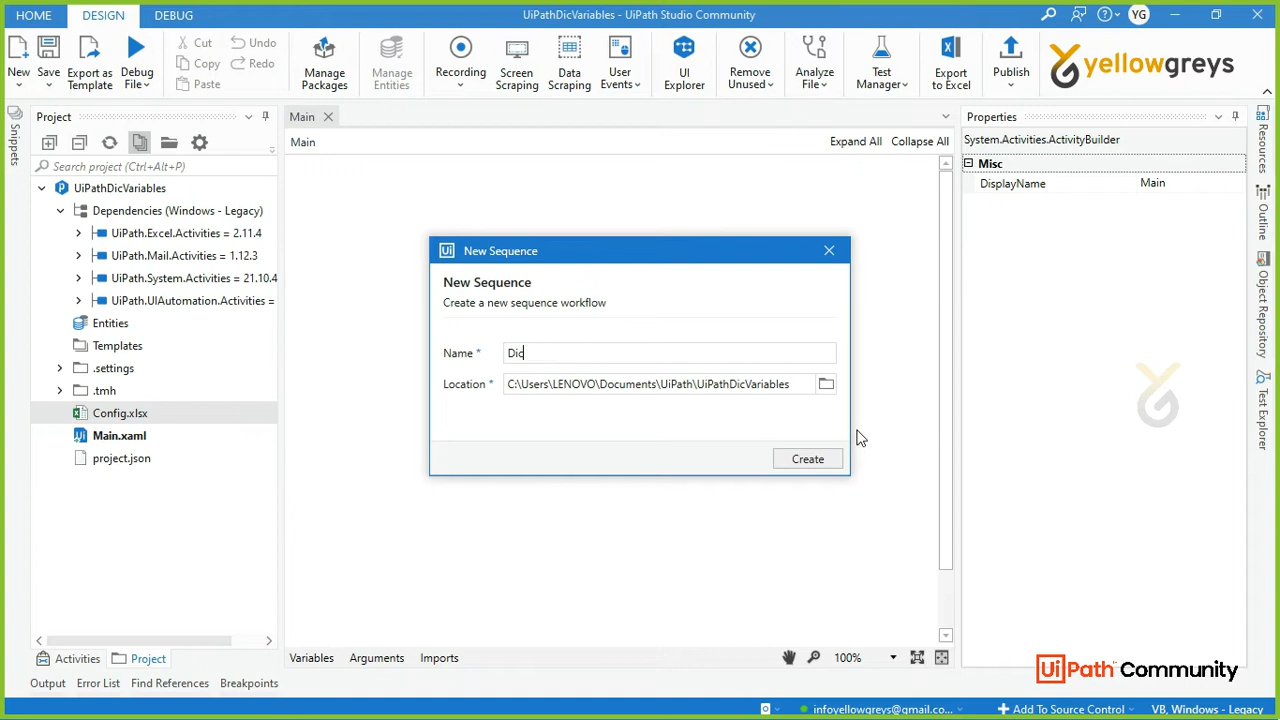 HOME DESIGN DEBUG UiPathDicVariables - UiPath Studio Community YG
New Save Export as Template Debug File Cut Copy Paste Undo Redo Manage Packages Manage Entities Recording Screen Scraping Data Scraping User Events UI Explorer Remove Unused Analyze File Test Manager Export to Excel Publish
yellowgreys
Snippets
Project
Search project (Ctrl+Alt+P)
UiPathDicVariables
Dependencies (Windows - Legacy)
UiPath.Excel.Activities = 2.11.4
UiPath.Mail.Activities = 1.12.3
UiPath.System.Activities = 21.10.4
UiPath.UIAutomation.Activities =
Entities
Templates
.settings
.tmh
Config.xlsx
Main.xaml
project.json
Activities Project
Main
Main Expand All Collapse All
Ui New Sequence
New Sequence
Create a new sequence workflow
Name * Dic
Location * C:\Users\LENOVO\Documents\UiPath\UiPathDicVariables
Create
Variables Arguments Imports 100%
Properties
System.Activities.ActivityBuilder
Misc
DisplayName Main
Resources
Outline
Object Repository
Test Explorer
UiPath Community
Output Error List Find References Breakpoints
infoyellowgreys@gmail.co... Add To Source Control VB, Windows - Legacy